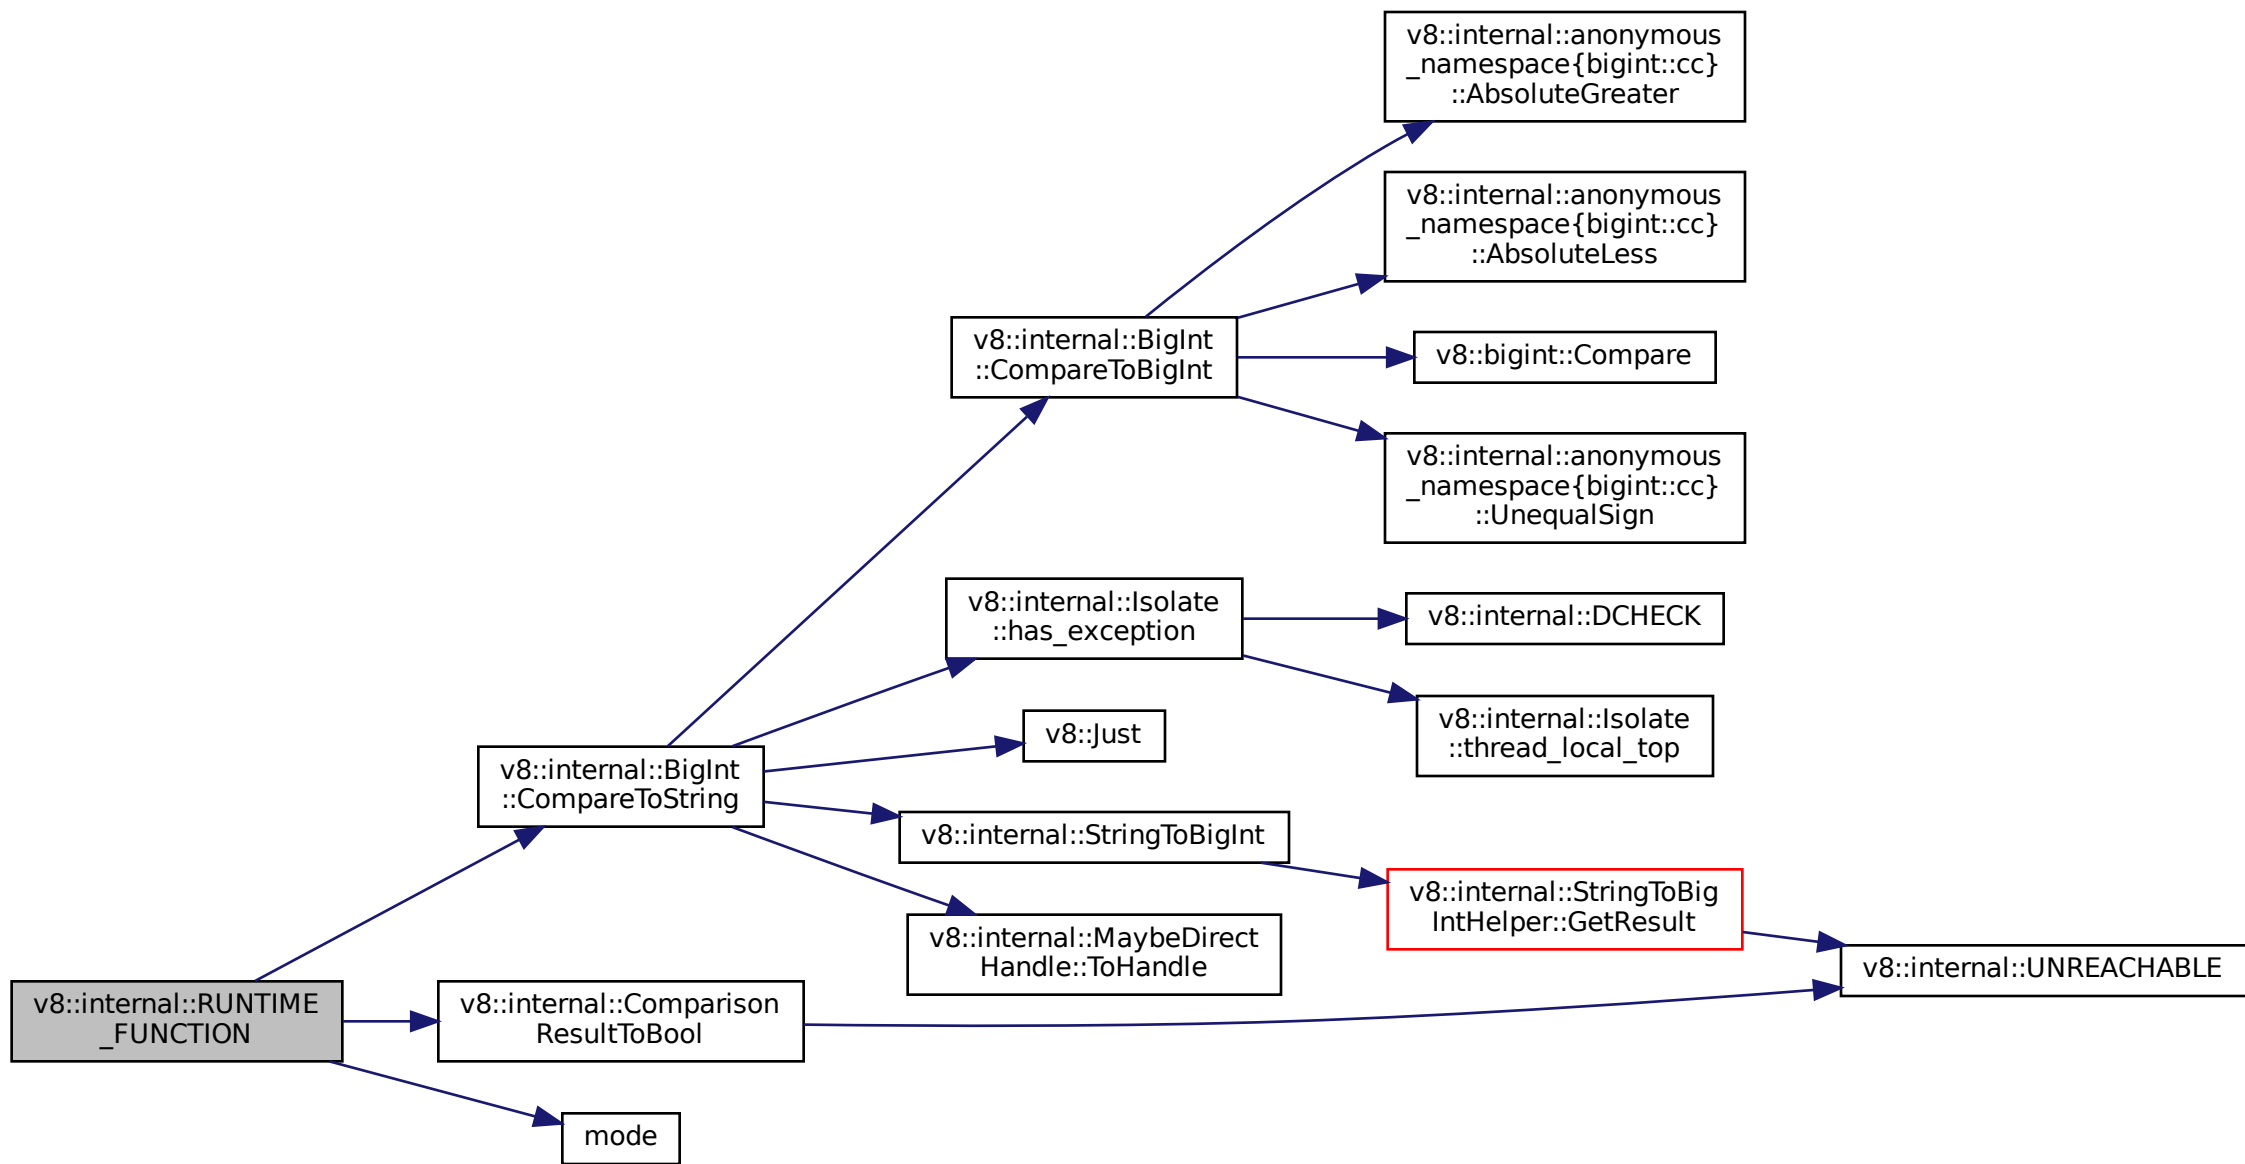 v8::internal::anonymous
_namespace{bigint::cc}
::AbsoluteGreater
v8::internal::anonymous
_namespace{bigint::cc}
::AbsoluteLess
v8::internal::BigInt
::CompareToBigInt
v8::bigint::Compare
v8::internal::anonymous
_namespace{bigint::cc}
::UnequalSign
v8::internal::Isolate
::has_exception
v8::internal::DCHECK
v8::internal::Isolate
::thread_local_top
v8::Just
v8::internal::BigInt
::CompareToString
v8::internal::StringToBigInt
v8::internal::StringToBig
IntHelper::GetResult
v8::internal::MaybeDirect
Handle::ToHandle
v8::internal::UNREACHABLE
v8::internal::RUNTIME
_FUNCTION
v8::internal::Comparison
ResultToBool
mode